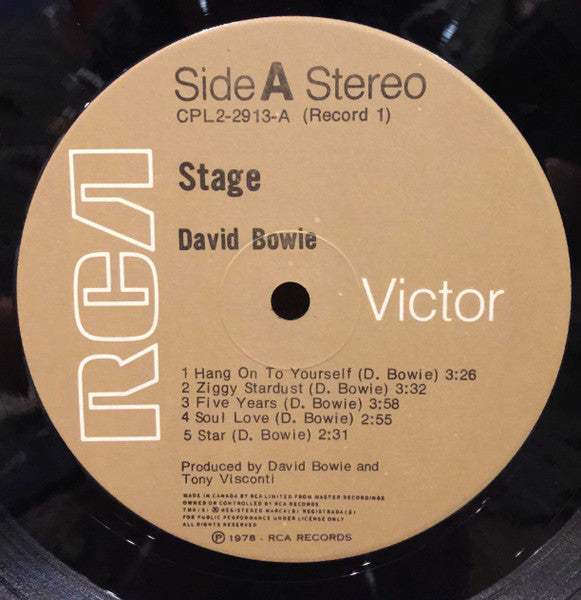 Side A Stereo
CPL2-2913-A (Record 1)
Stage
David Bowie
RCA
Victor
1 Hang On To Yourself (D. Bowie) 3:26
2 Ziggy Stardust (D. Bowie) 3:32
3 Five Years (D. Bowie) 3:58
4 Soul Love (D. Bowie) 2:55
5 Star (D. Bowie) 2:31
Produced by David Bowie and
Tony Visconti
MADE IN CANADA BY RCA LIMITED FROM MASTER RECORDINGS
OWNED OR CONTROLLED BY RCA RECORDS
TMK(S) ® REGISTERED MARCA(S) REGISTRADA(S)
FOR PUBLIC PERFORMANCE UNDER LICENSE ONLY
ALL RIGHTS RESERVED
℗ 1978 - RCA RECORDS